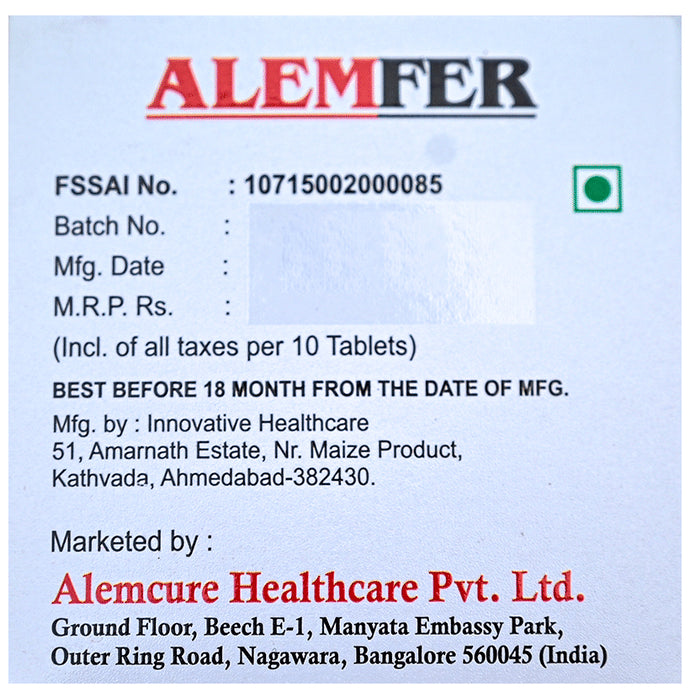 ALEMFER
FSSAI No. : 10715002000085
Batch No. :
Mfg. Date :
M.R.P. Rs. :
(Incl. of all taxes per 10 Tablets)
BEST BEFORE 18 MONTH FROM THE DATE OF MFG.
Mfg. by : Innovative Healthcare
51, Amarnath Estate, Nr. Maize Product,
Kathvada, Ahmedabad-382430.
Marketed by :
Alemcure Healthcare Pvt. Ltd.
Ground Floor, Beech E-1, Manyata Embassy Park,
Outer Ring Road, Nagawara, Bangalore 560045 (India)